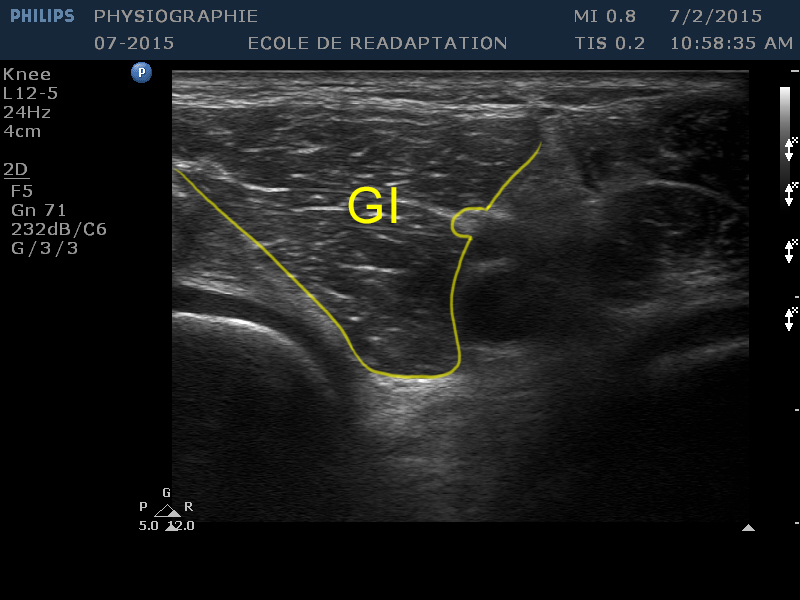 PHILIPS PHYSIOGRAPHIE MI 0.8 7/2/2015
07-2015 ECOLE DE READAPTATION TIS 0.2 10:58:35 AM
Knee
P
L12-5
24Hz
4cm
2D
F5
Gn 71
232dB/C6
G/3/3
GI
G
P R
5.0 12.0